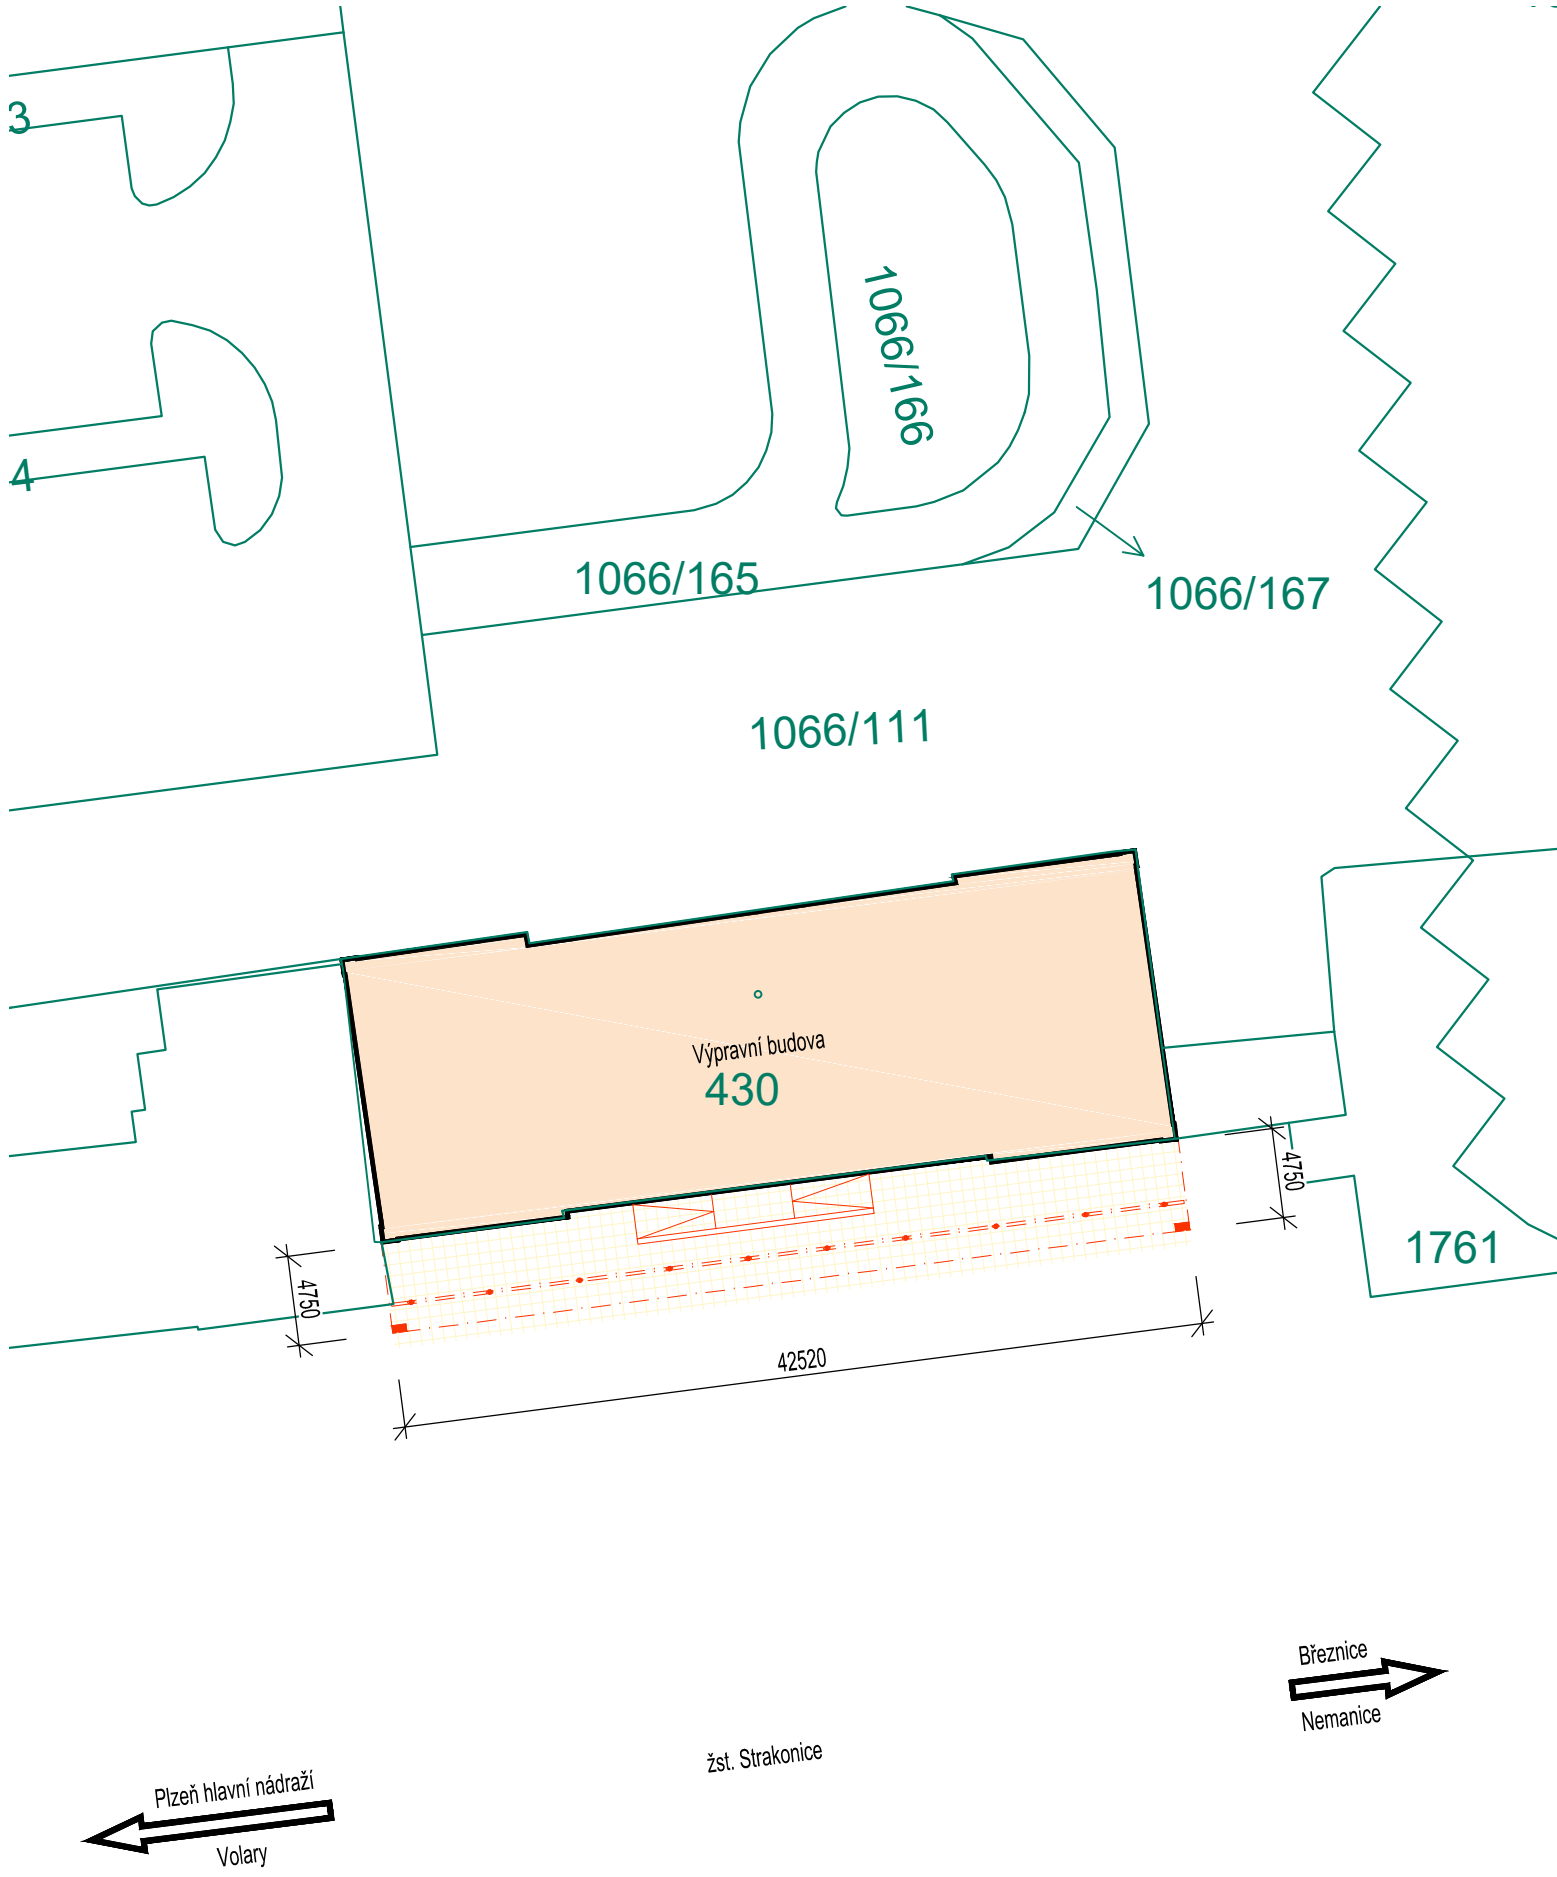 3
1066/166
4
1066/165
1066/167
1066/111
Výpravní budova
430
4750
1761
4750
42520
Březnice
Nemanice
žst. Strakonice
Plzeň hlavní nádraží
Volary